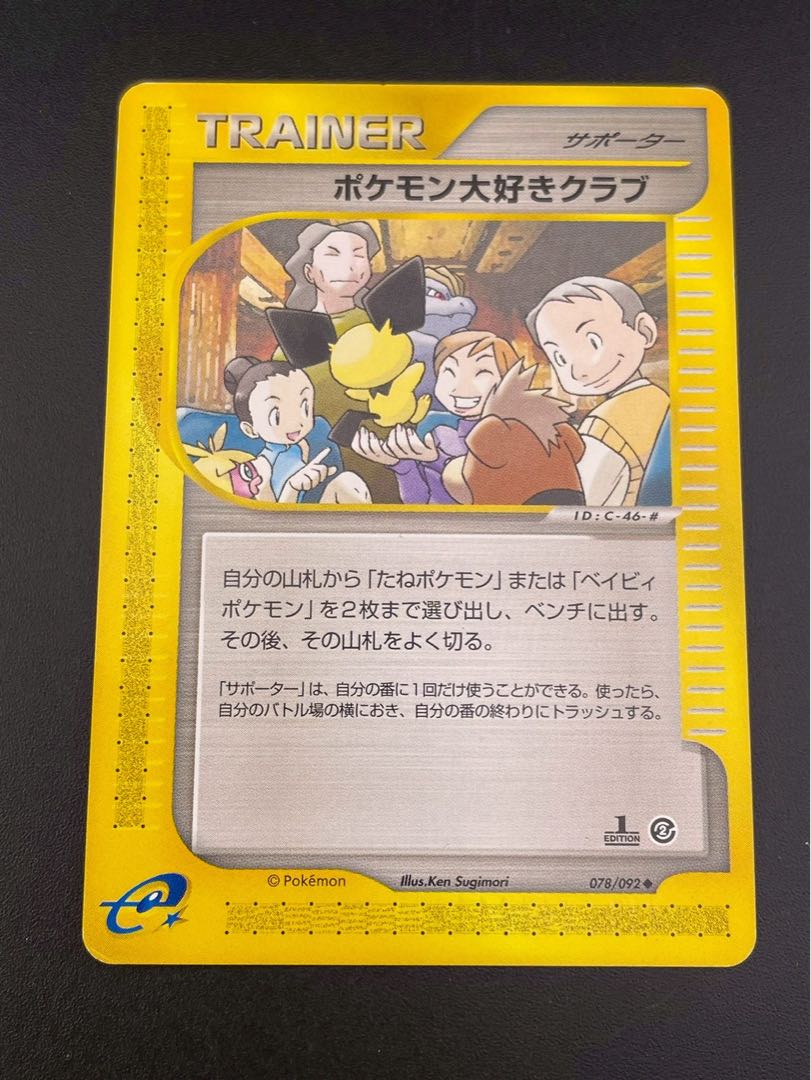 TRAINER
サポーター
ポケモン大好きクラブ
ID:C-46-#
自分の山札から「たねポケモン」または「ベイビィ
ポケモン」を2枚まで選び出し、ベンチに出す。
その後、その山札をよく切る。
「サポーター」は、自分の番に1回だけ使うことができる。使ったら、
自分のバトル場の横におき、自分の番の終わりにトラッシュする。
1
EDITION
2
© Pokémon Illus.Ken Sugimori 078/092◆
e